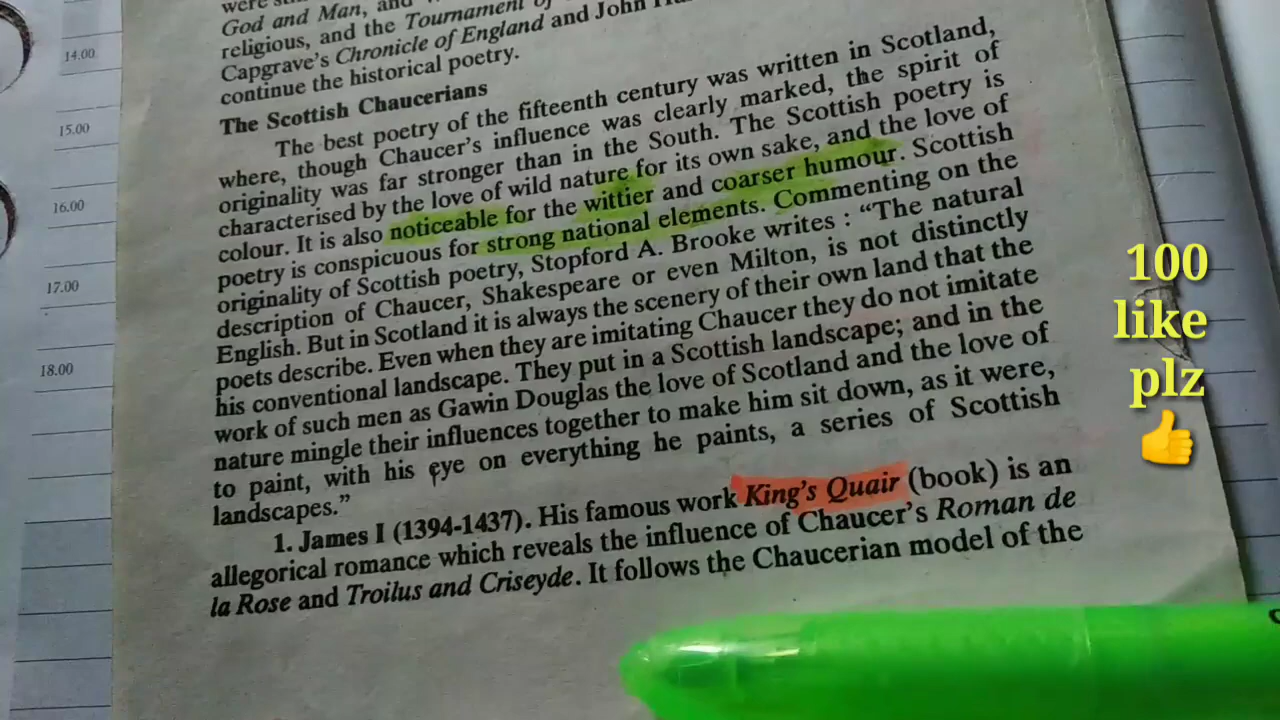 God and Man, and
religious, and the Tournament of
Capgrave's Chronicle of England and John
continue the historical poetry.
The Scottish Chaucerians
The best poetry of the fifteenth century was written in Scotland,
where, though Chaucer's influence was clearly marked, the spirit of
originality was far stronger than in the South. The Scottish poetry is
characterised by the love of wild nature for its own sake, and the love of
colour. It is also noticeable for the wittier and coarser humour. Scottish
poetry is conspicuous for strong national elements. Commenting on the
originality of Scottish poetry, Stopford A. Brooke writes : “The natural
description of Chaucer, Shakespeare or even Milton, is not distinctly
English. But in Scotland it is always the scenery of their own land that the
poets describe. Even when they are imitating Chaucer they do not imitate
his conventional landscape. They put in a Scottish landscape; and in the
work of such men as Gawin Douglas the love of Scotland and the love of
nature mingle their influences together to make him sit down, as it were,
to paint, with his eye on everything he paints, a series of Scottish
landscapes.”
1. James I (1394-1437). His famous work King's Quair (book) is an
allegorical romance which reveals the influence of Chaucer's Roman de
la Rose and Troilus and Criseyde. It follows the Chaucerian model of the
14.00
15.00
16.00
17.00
18.00
100
like
plz